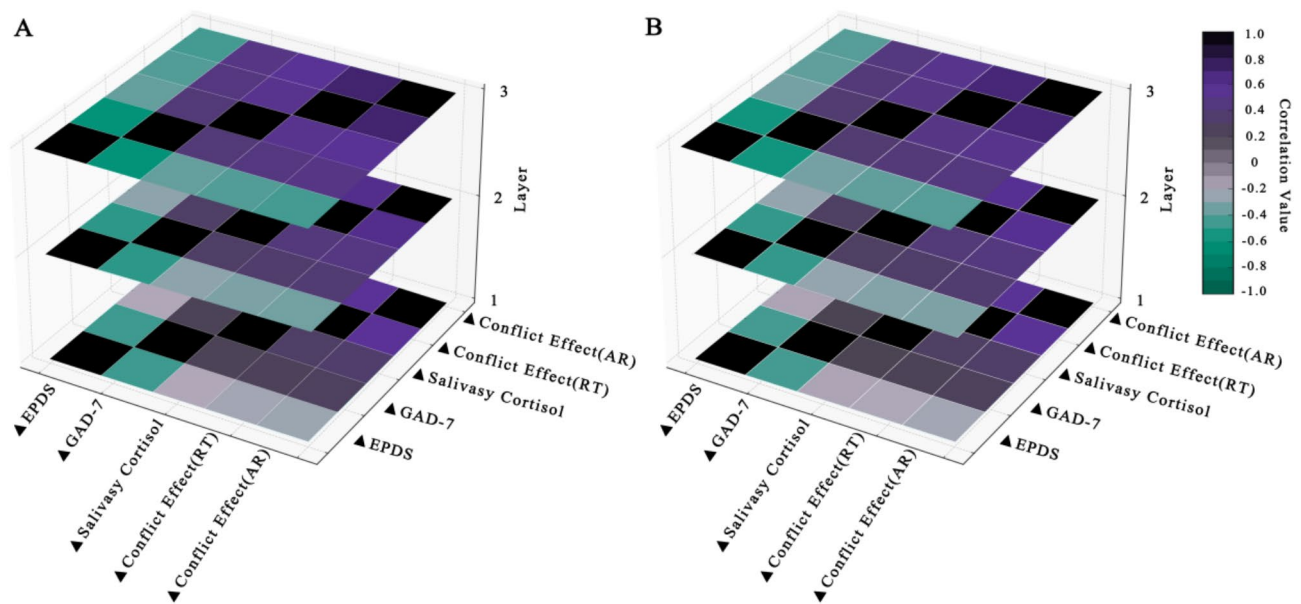 A
3
2
1
Layer
▲Conflict Effect(AR)
▲Conflict Effect(RT)
▲Salivasy Cortisol
▲GAD-7
▲EPDS
▲EPDS
▲GAD-7
▲Salivasy Cortisol
▲Conflict Effect(RT)
▲Conflict Effect(AR)
B
3
2
1
Layer
▲Conflict Effect(AR)
▲Conflict Effect(RT)
▲Salivasy Cortisol
▲GAD-7
▲EPDS
▲EPDS
▲GAD-7
▲Salivasy Cortisol
▲Conflict Effect(RT)
▲Conflict Effect(AR)
1.0
0.8
0.6
0.4
0.2
0
-0.2
-0.4
-0.6
-0.8
-1.0
Correlation Value